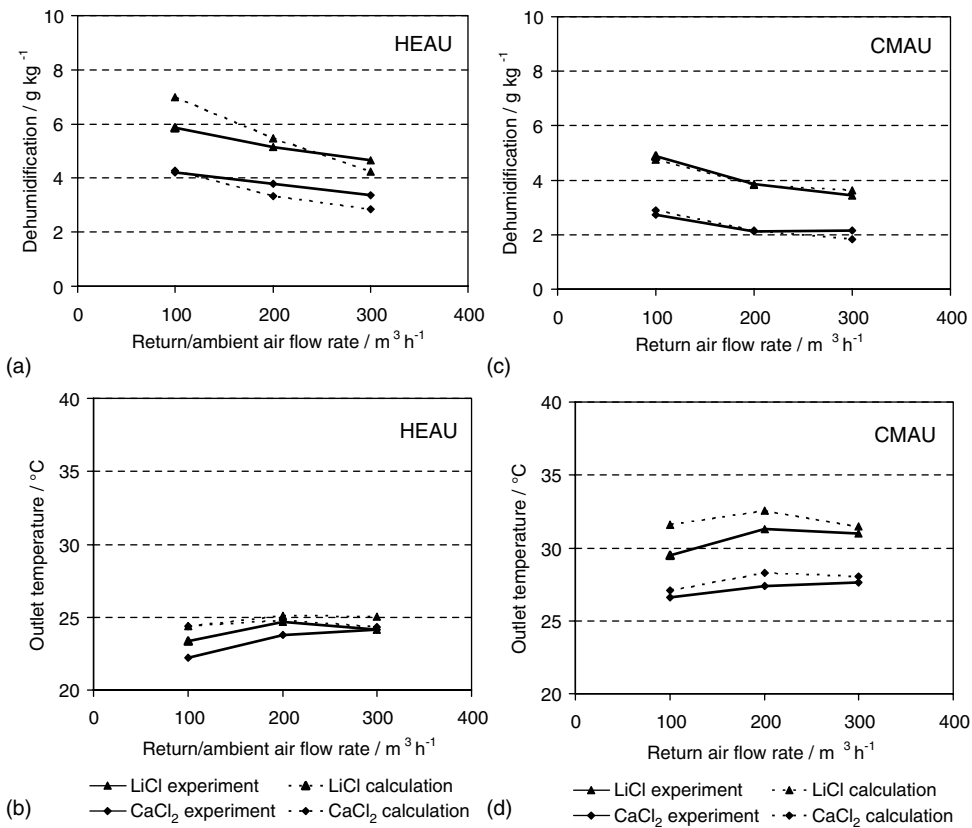 HEAU
Dehumidification / g kg⁻¹
10
8
6
4
2
0
0 100 200 300 400
Return/ambient air flow rate / m³ h⁻¹
(a)
CMAU
Dehumidification / g kg⁻¹
10
8
6
4
2
0
0 100 200 300 400
Return air flow rate / m³ h⁻¹
(c)
HEAU
Outlet temperature / °C
40
35
30
25
20
0 100 200 300 400
Return/ambient air flow rate / m³ h⁻¹
LiCl experiment LiCl calculation
(b) CaCl₂ experiment CaCl₂ calculation
CMAU
Outlet temperature / °C
40
35
30
25
20
0 100 200 300 400
Return air flow rate / m³ h⁻¹
LiCl experiment LiCl calculation
(d) CaCl₂ experiment CaCl₂ calculation